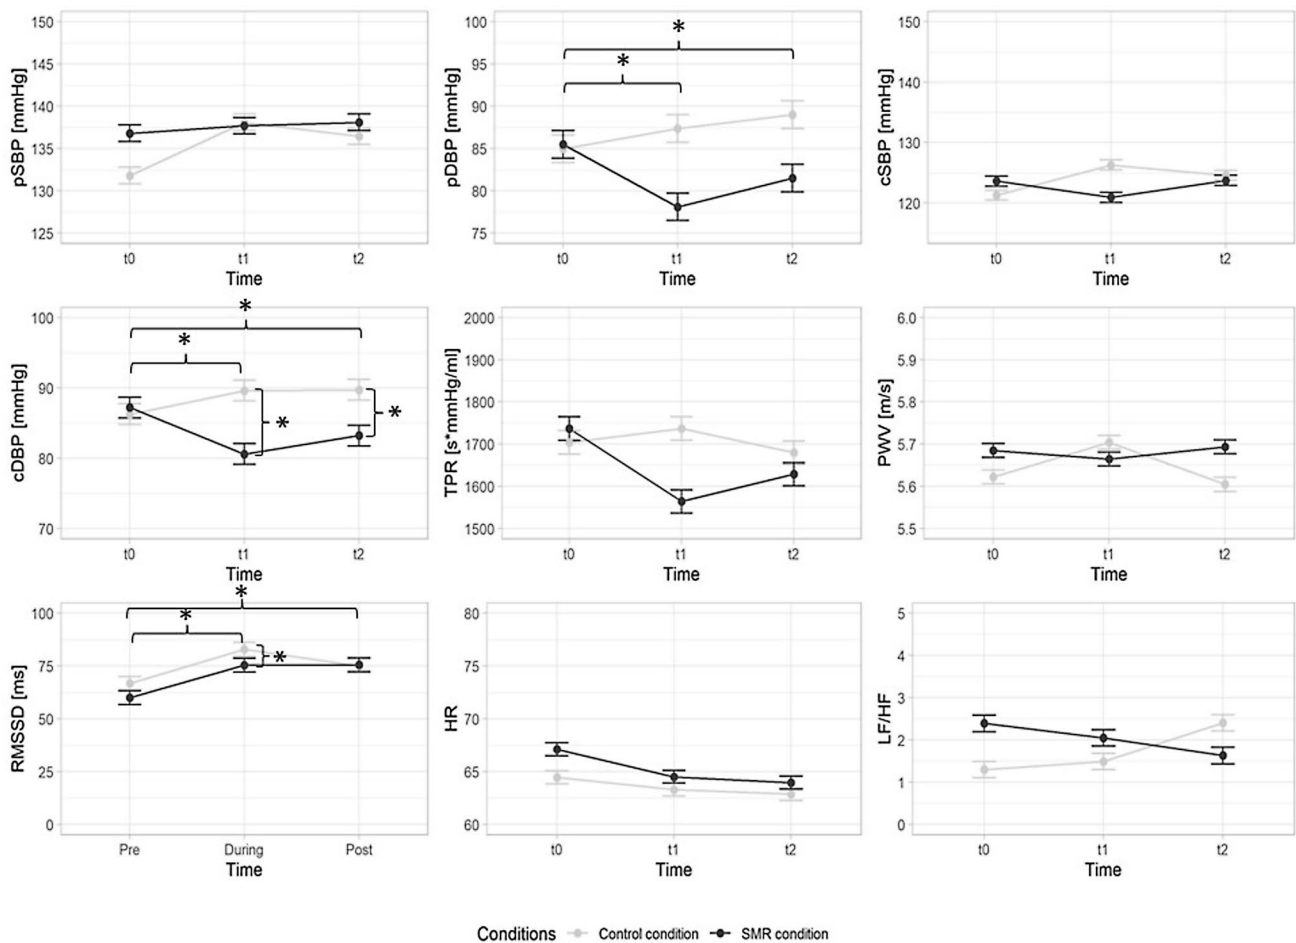 pSBP [mmHg]
150
145
140
135
130
125
t0 t1 t2
Time
pDBP [mmHg]
100
95
90
85
80
75
* *
t0 t1 t2
Time
cSBP [mmHg]
150
140
130
120
t0 t1 t2
Time
cDBP [mmHg]
100
90
80
70
* * * *
t0 t1 t2
Time
TPR [s*mmHg/ml]
2000
1900
1800
1700
1600
1500
t0 t1 t2
Time
PWV [m/s]
6.0
5.9
5.8
5.7
5.6
5.5
t0 t1 t2
Time
RMSSD [ms]
100
75
50
25
0
* * *
Pre During Post
Time
HR
80
75
70
65
60
t0 t1 t2
Time
LF/HF
5
4
3
2
1
0
t0 t1 t2
Time
Conditions Control condition SMR condition